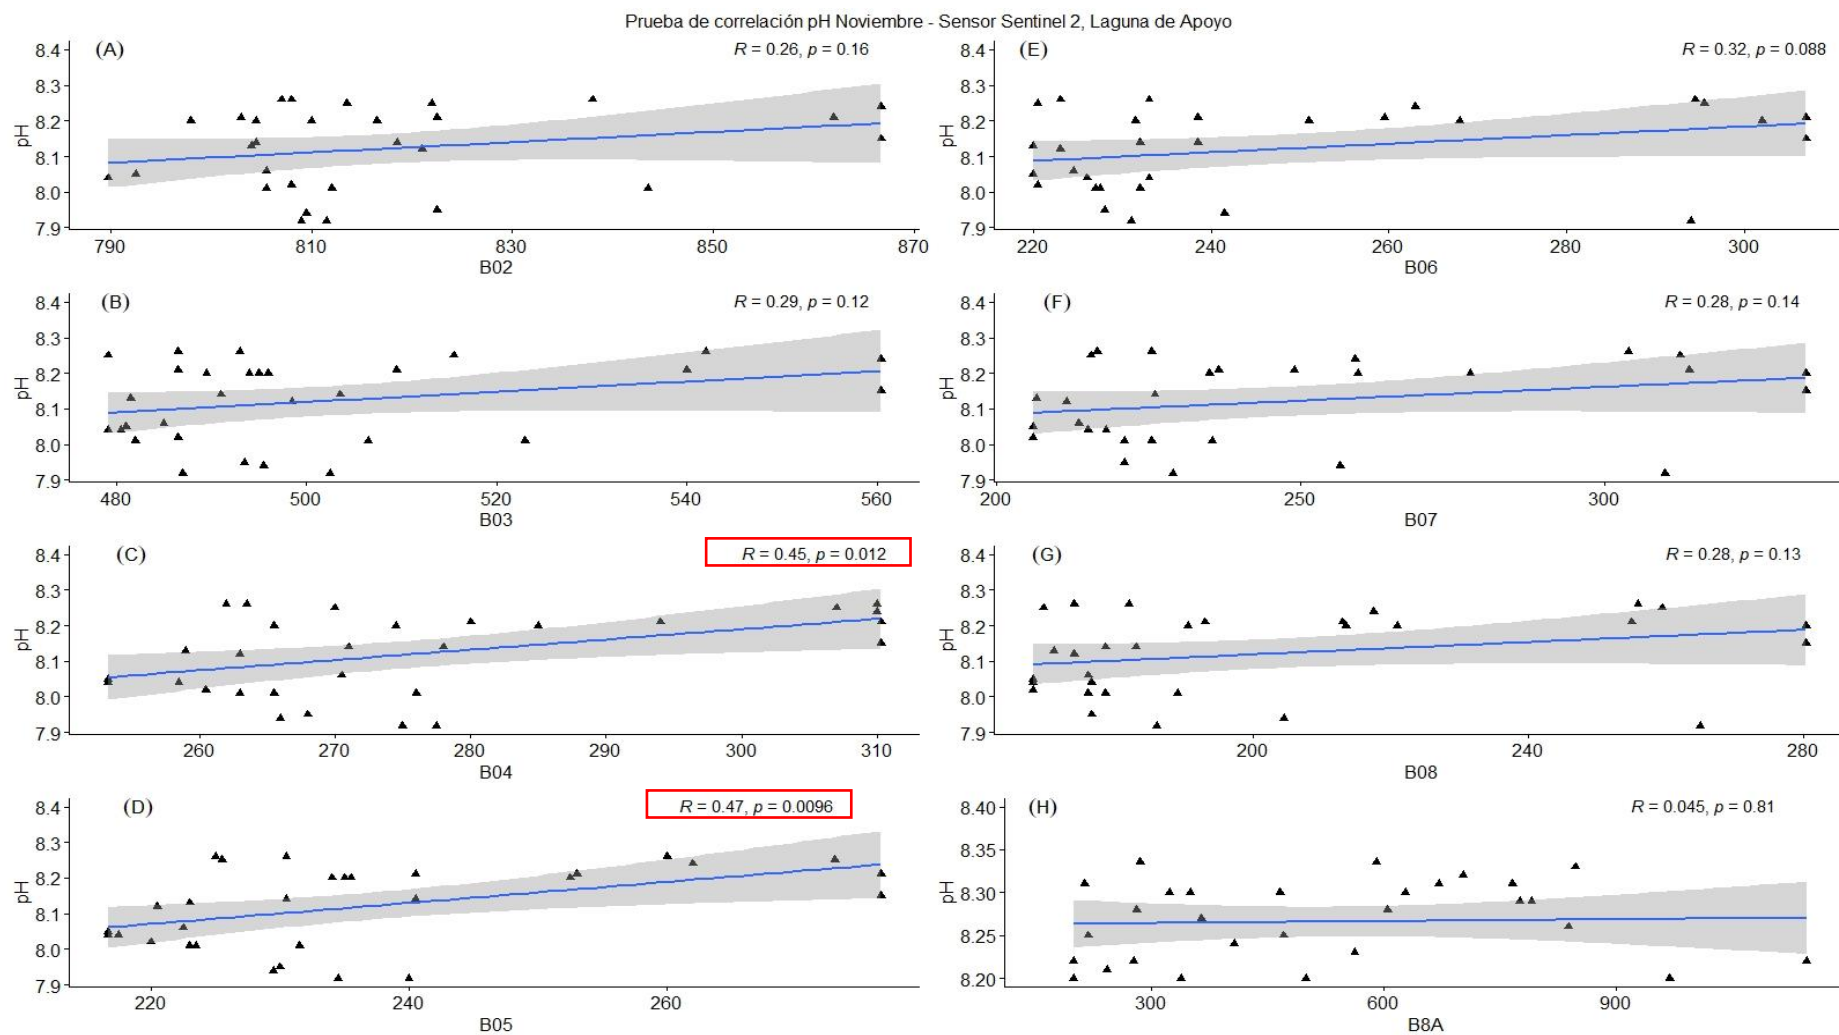 Prueba de correlación pH Noviembre - Sensor Sentinel 2, Laguna de Apoyo
(A)
R = 0.26, p = 0.16
8.4
8.3
8.2
8.1
8.0
7.9
pH
790 810 830 850 870
B02
(B)
R = 0.29, p = 0.12
8.4
8.3
8.2
8.1
8.0
7.9
pH
480 500 520 540 560
B03
(C)
R = 0.45, p = 0.012
8.4
8.3
8.2
8.1
8.0
7.9
pH
260 270 280 290 300 310
B04
(D)
R = 0.47, p = 0.0096
8.4
8.3
8.2
8.1
8.0
7.9
pH
220 240 260
B05
(E)
R = 0.32, p = 0.088
8.4
8.3
8.2
8.1
8.0
7.9
pH
220 240 260 280 300
B06
(F)
R = 0.28, p = 0.14
8.4
8.3
8.2
8.1
8.0
7.9
pH
200 250 300
B07
(G)
R = 0.28, p = 0.13
8.4
8.3
8.2
8.1
8.0
7.9
pH
200 240 280
B08
(H)
R = 0.045, p = 0.81
8.40
8.35
8.30
8.25
8.20
pH
300 600 900
B8A